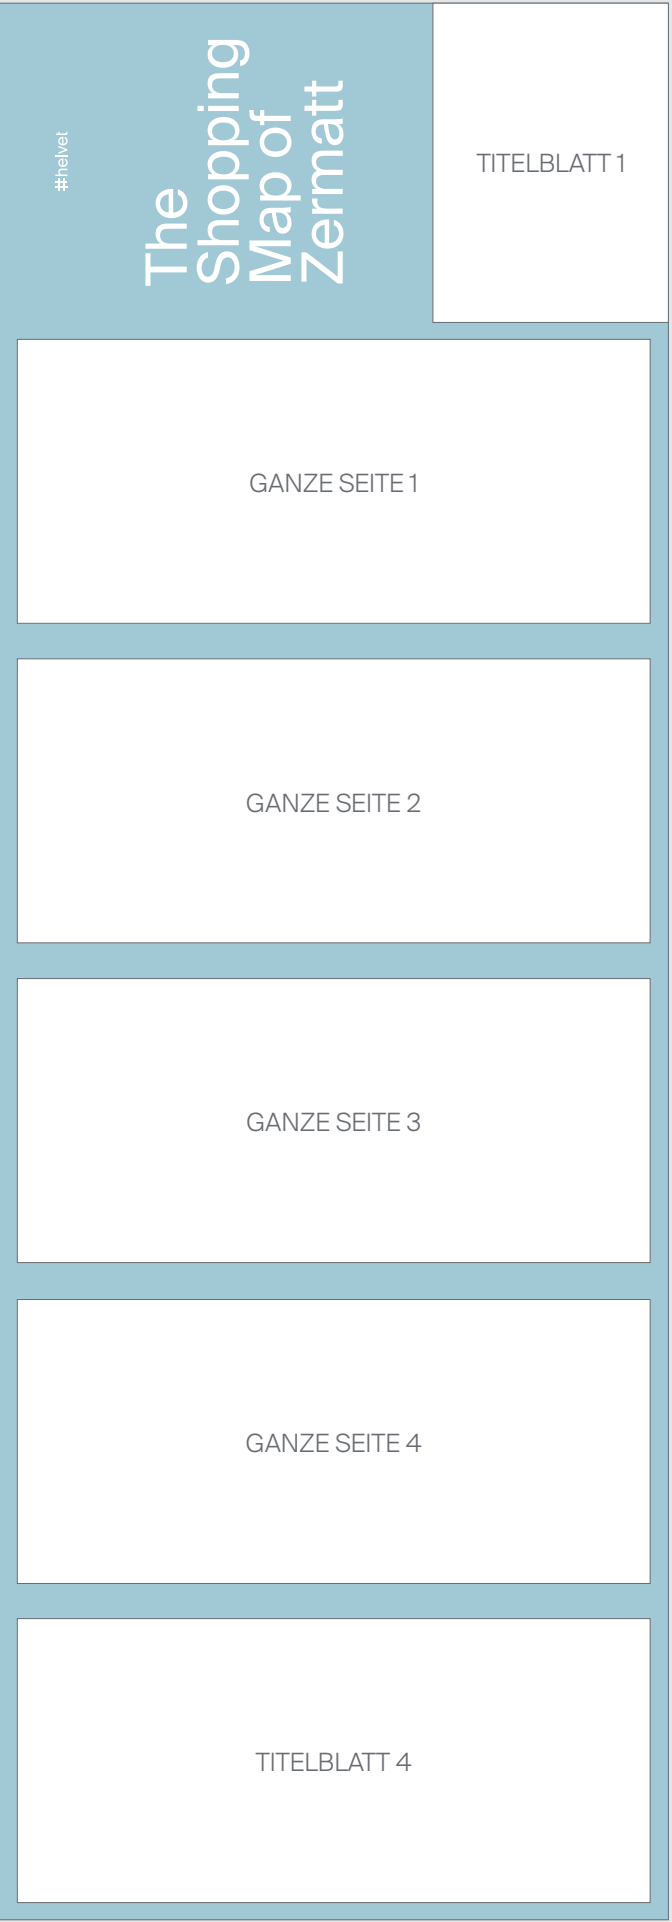 #helvet
The
Shopping
Map of
Zermatt
TITELBLATT 1
GANZE SEITE 1
GANZE SEITE 2
GANZE SEITE 3
GANZE SEITE 4
TITELBLATT 4